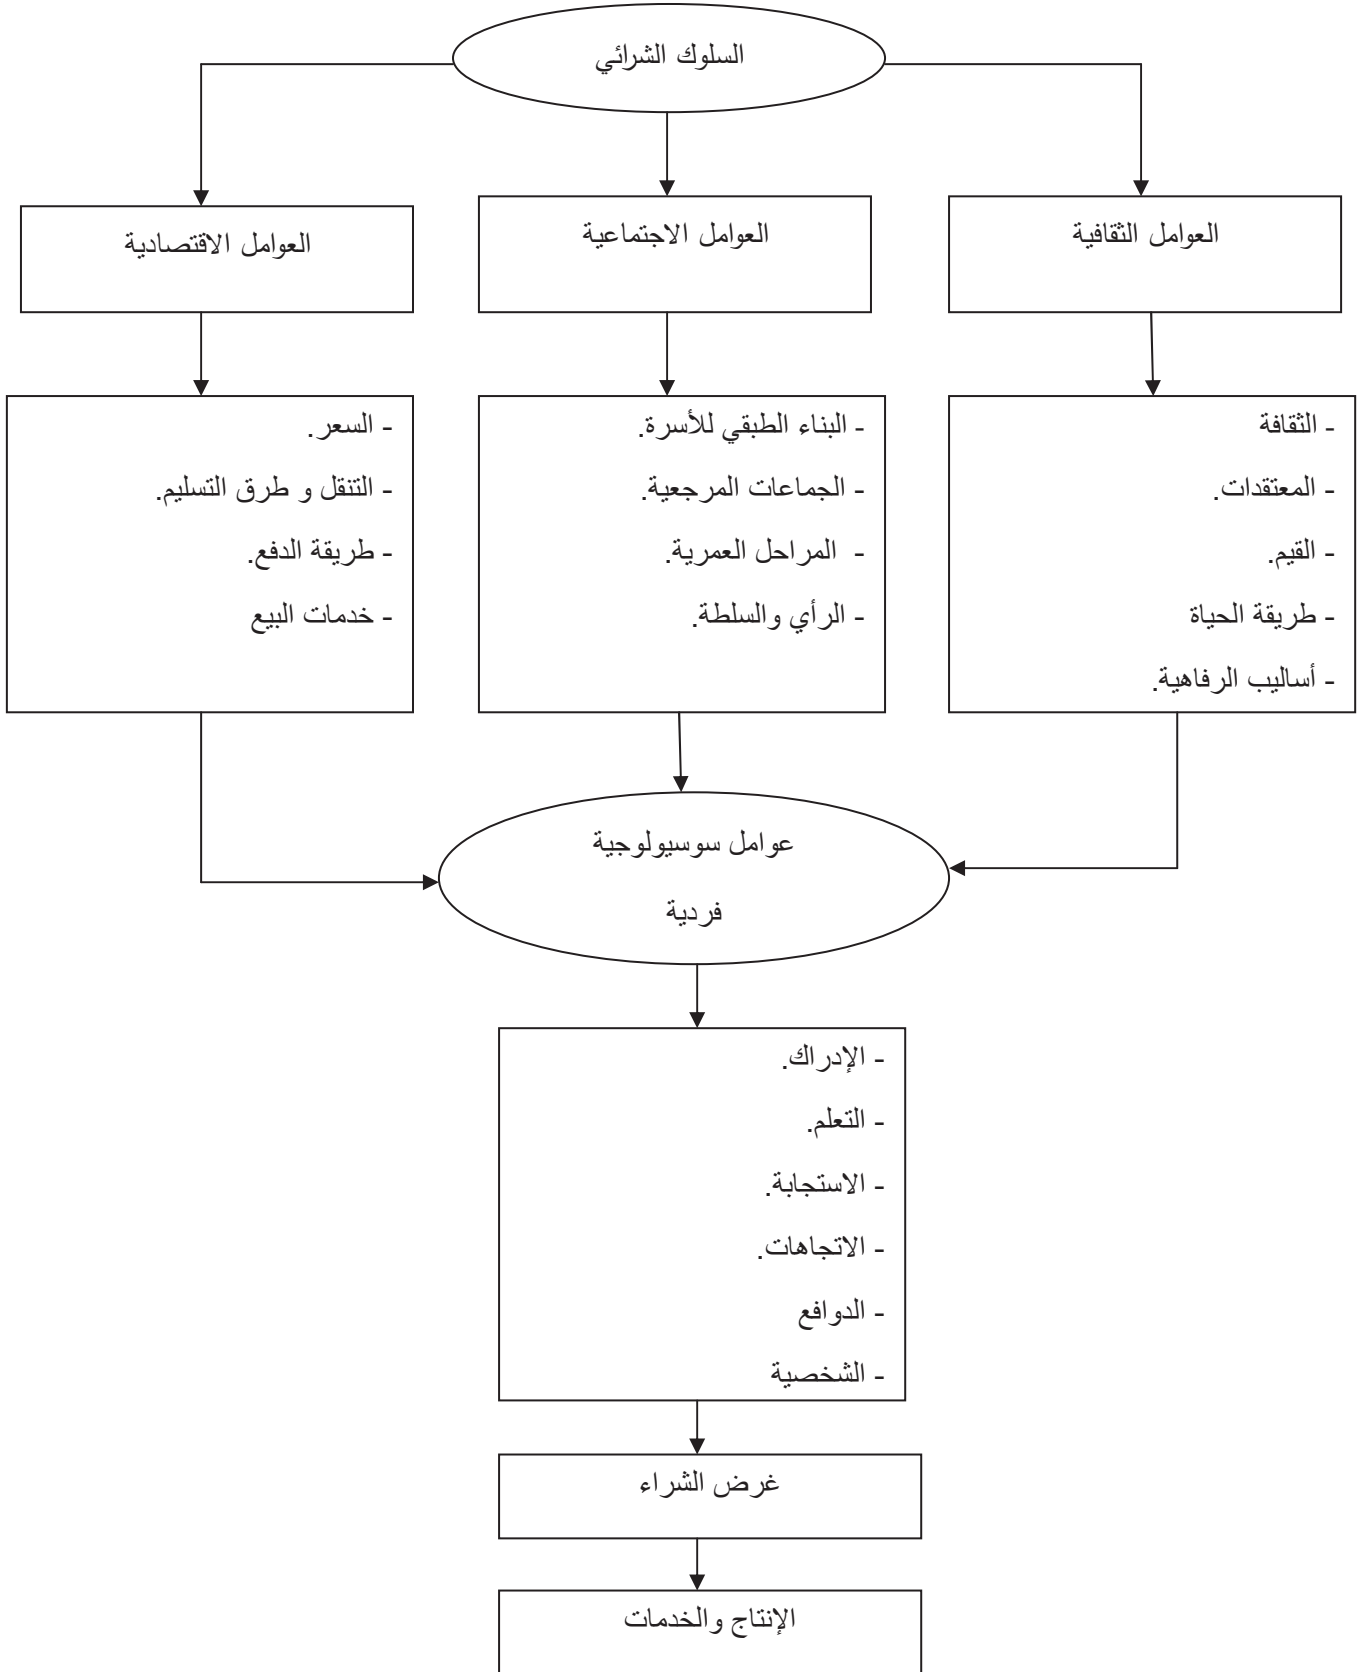 السلوك الشرائي
العوامل الثقافية
العوامل الاجتماعية
العوامل الاقتصادية
- الثقافة
- المعتقدات.
- القيم.
- طريقة الحياة
- أساليب الرفاهية.
- البناء الطبقي للأسرة.
- الجماعات المرجعية.
- المراحل العمرية.
- الرأي والسلطة.
- السعر.
- التنقل و طرق التسليم.
- طريقة الدفع.
- خدمات البيع
عوامل سوسيولوجية
فردية
- الإدراك.
- التعلم.
- الاستجابة.
- الاتجاهات.
- الدوافع
- الشخصية
غرض الشراء
الإنتاج والخدمات